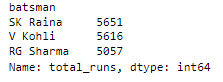 batsman
SK Raina     5651
V Kohli      5616
RG Sharma    5057
Name: total_runs, dtype: int64